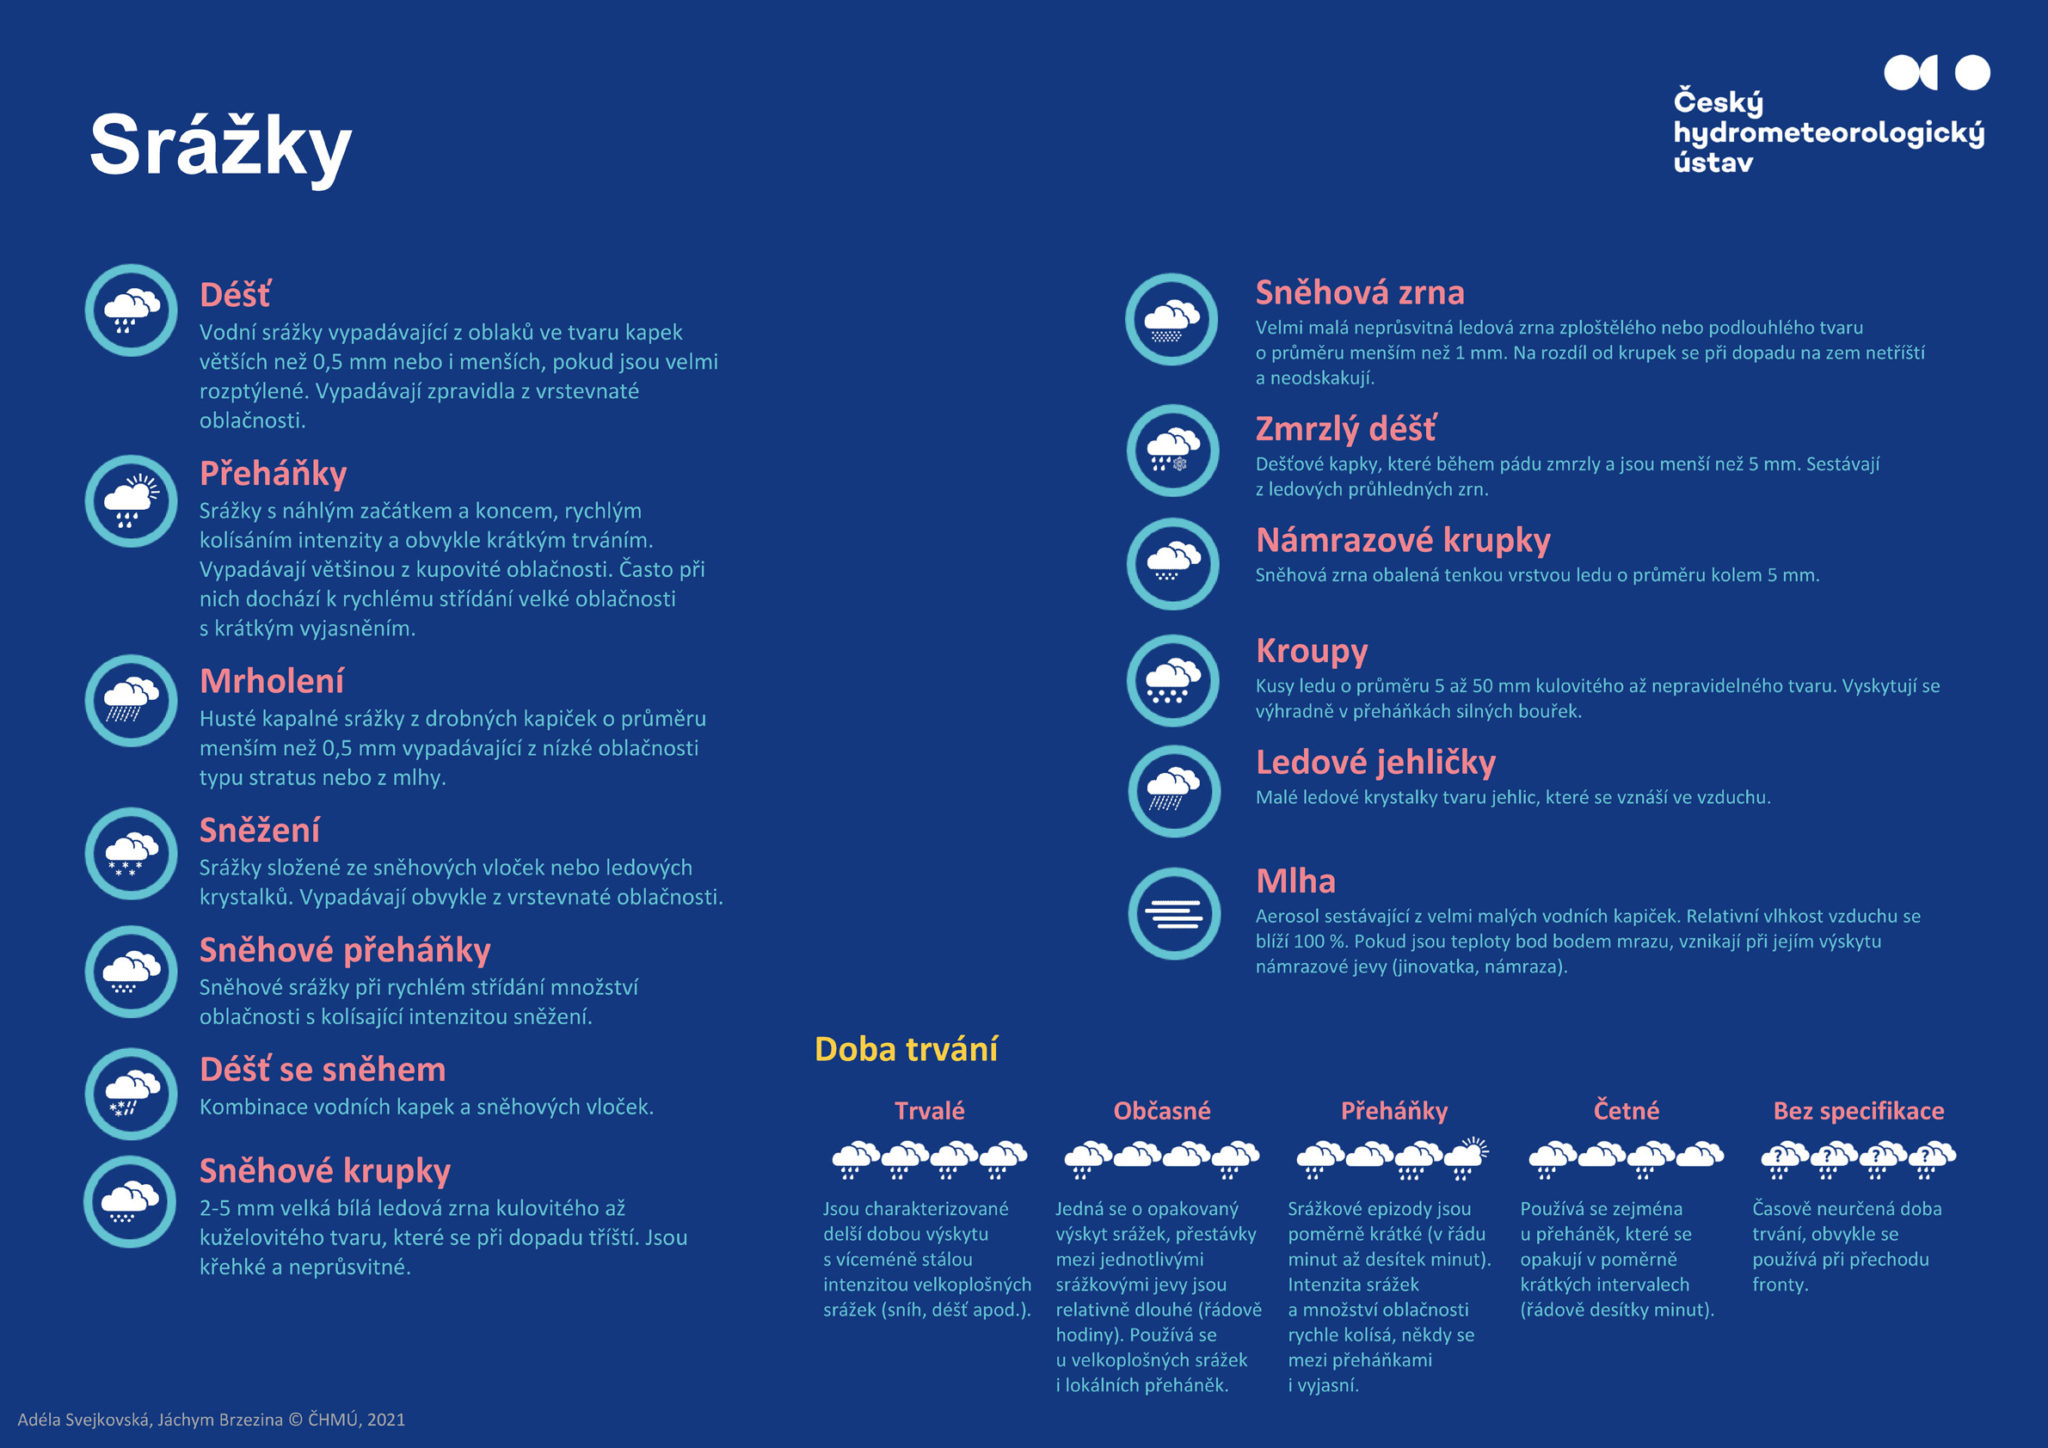 Srážky
Český
hydrometeorologický
ústav
Déšť
Vodní srážky vypadávající z oblaků ve tvaru kapek
větších než 0,5 mm nebo i menších, pokud jsou velmi
rozptýlené. Vypadávají zpravidla z vrstevnaté
oblačnosti.
Přeháňky
Srážky s náhlým začátkem a koncem, rychlým
kolísáním intenzity a obvykle krátkým trváním.
Vypadávají většinou z kupovité oblačnosti. Často při
nich dochází k rychlému střídání velké oblačnosti
s krátkým vyjasněním.
Mrholení
Husté kapalné srážky z drobných kapiček o průměru
menším než 0,5 mm vypadávající z nízké oblačnosti
typu stratus nebo z mlhy.
Sněžení
Srážky složené ze sněhových vloček nebo ledových
krystalků. Vypadávají obvykle z vrstevnaté oblačnosti.
Sněhové přeháňky
Sněhové srážky při rychlém střídání množství
oblačnosti s kolísající intenzitou sněžení.
Déšť se sněhem
Kombinace vodních kapek a sněhových vloček.
Sněhové krupky
2-5 mm velká bílá ledová zrna kulovitého až
kuželovitého tvaru, které se při dopadu tříští. Jsou
křehké a neprůsvitné.
Sněhová zrna
Velmi malá neprůsvitná ledová zrna zploštělého nebo podlouhlého tvaru
o průměru menším než 1 mm. Na rozdíl od krupek se při dopadu na zem netříští
a neodskakují.
Zmrzlý déšť
Dešťové kapky, které během pádu zmrzly a jsou menší než 5 mm. Sestávají
z ledových průhledných zrn.
Námrazové krupky
Sněhová zrna obalená tenkou vrstvou ledu o průměru kolem 5 mm.
Kroupy
Kusy ledu o průměru 5 až 50 mm kulovitého až nepravidelného tvaru. Vyskytují se
výhradně v přeháňkách silných bouřek.
Ledové jehličky
Malé ledové krystalky tvaru jehlic, které se vznáší ve vzduchu.
Mlha
Aerosol sestávající z velmi malých vodních kapiček. Relativní vlhkost vzduchu se
blíží 100 %. Pokud jsou teploty bod bodem mrazu, vznikají při jejím výskytu
námrazové jevy (jinovatka, námraza).
Doba trvání
Trvalé
Jsou charakterizované
delší dobou výskytu
s víceméně stálou
intenzitou velkoplošných
srážek (sníh, déšť apod.).
Občasné
Jedná se o opakovaný
výskyt srážek, přestávky
mezi jednotlivými
srážkovými jevy jsou
relativně dlouhé (řádově
hodiny). Používá se
u velkoplošných srážek
i lokálních přeháněk.
Přeháňky
Srážkové epizody jsou
poměrně krátké (v řádu
minut až desítek minut).
Intenzita srážek
a množství oblačnosti
rychle kolísá, někdy se
mezi přeháňkami
i vyjasní.
Četné
Používá se zejména
u přeháněk, které se
opakují v poměrně
krátkých intervalech
(řádově desítky minut).
Bez specifikace
? ? ? ?
Časově neurčená doba
trvání, obvykle se
používá při přechodu
fronty.
Adéla Svejkovská, Jáchym Brzezina © ČHMÚ, 2021